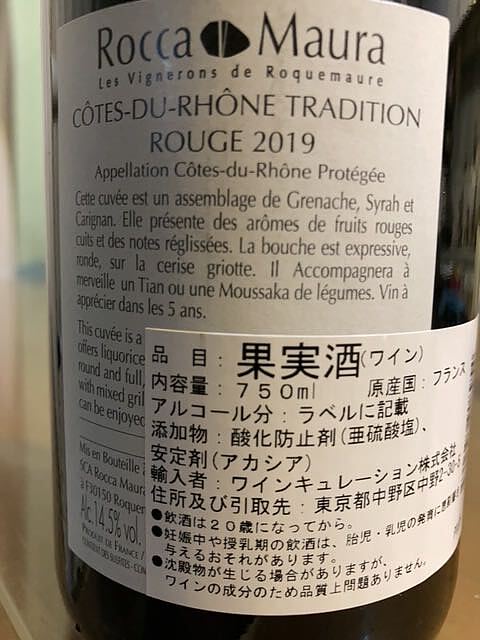 Rocca Maura
Les Vignerons de Roquemaure
CÔTES-DU-RHÔNE TRADITION
ROUGE 2019
Appellation Côtes-du-Rhône Protégée
Cette cuvée est un assemblage de Grenache, Syrah et
Carignan. Elle présente des arômes de fruits rouges
cuits et des notes réglissées. La bouche est expressive,
ronde, sur la cerise griotte. Il Accompagnera à
merveille un Tian ou une Moussaka de légumes. Vin à
apprécier dans les 5 ans.
This cuvée is a
offers liquorice
round and full,
with mixed gril
can be enjoyed
Mis en Bouteille
SCA Rocca Maura
à F30150 Roquem
Alc.14,5% vol.
PRODUIT DE FRANCE /
品 目：果実酒(ワイン)
内容量：７５０ml 原産国：フランス
アルコール分：ラベルに記載
添加物：酸化防止剤(亜硫酸塩)、
安定剤(アカシア)
輸入者：ワインキュレーション株式会社
住所及び引取先：東京都中野区中野2-30-
●飲酒は２０歳になってから。
●妊娠中や授乳期の飲酒は、胎児・乳児の発育に悪影響を
与えるおそれがあります。
●沈殿物が生じる場合がありますが、
ワインの成分のため品質上問題ありません。